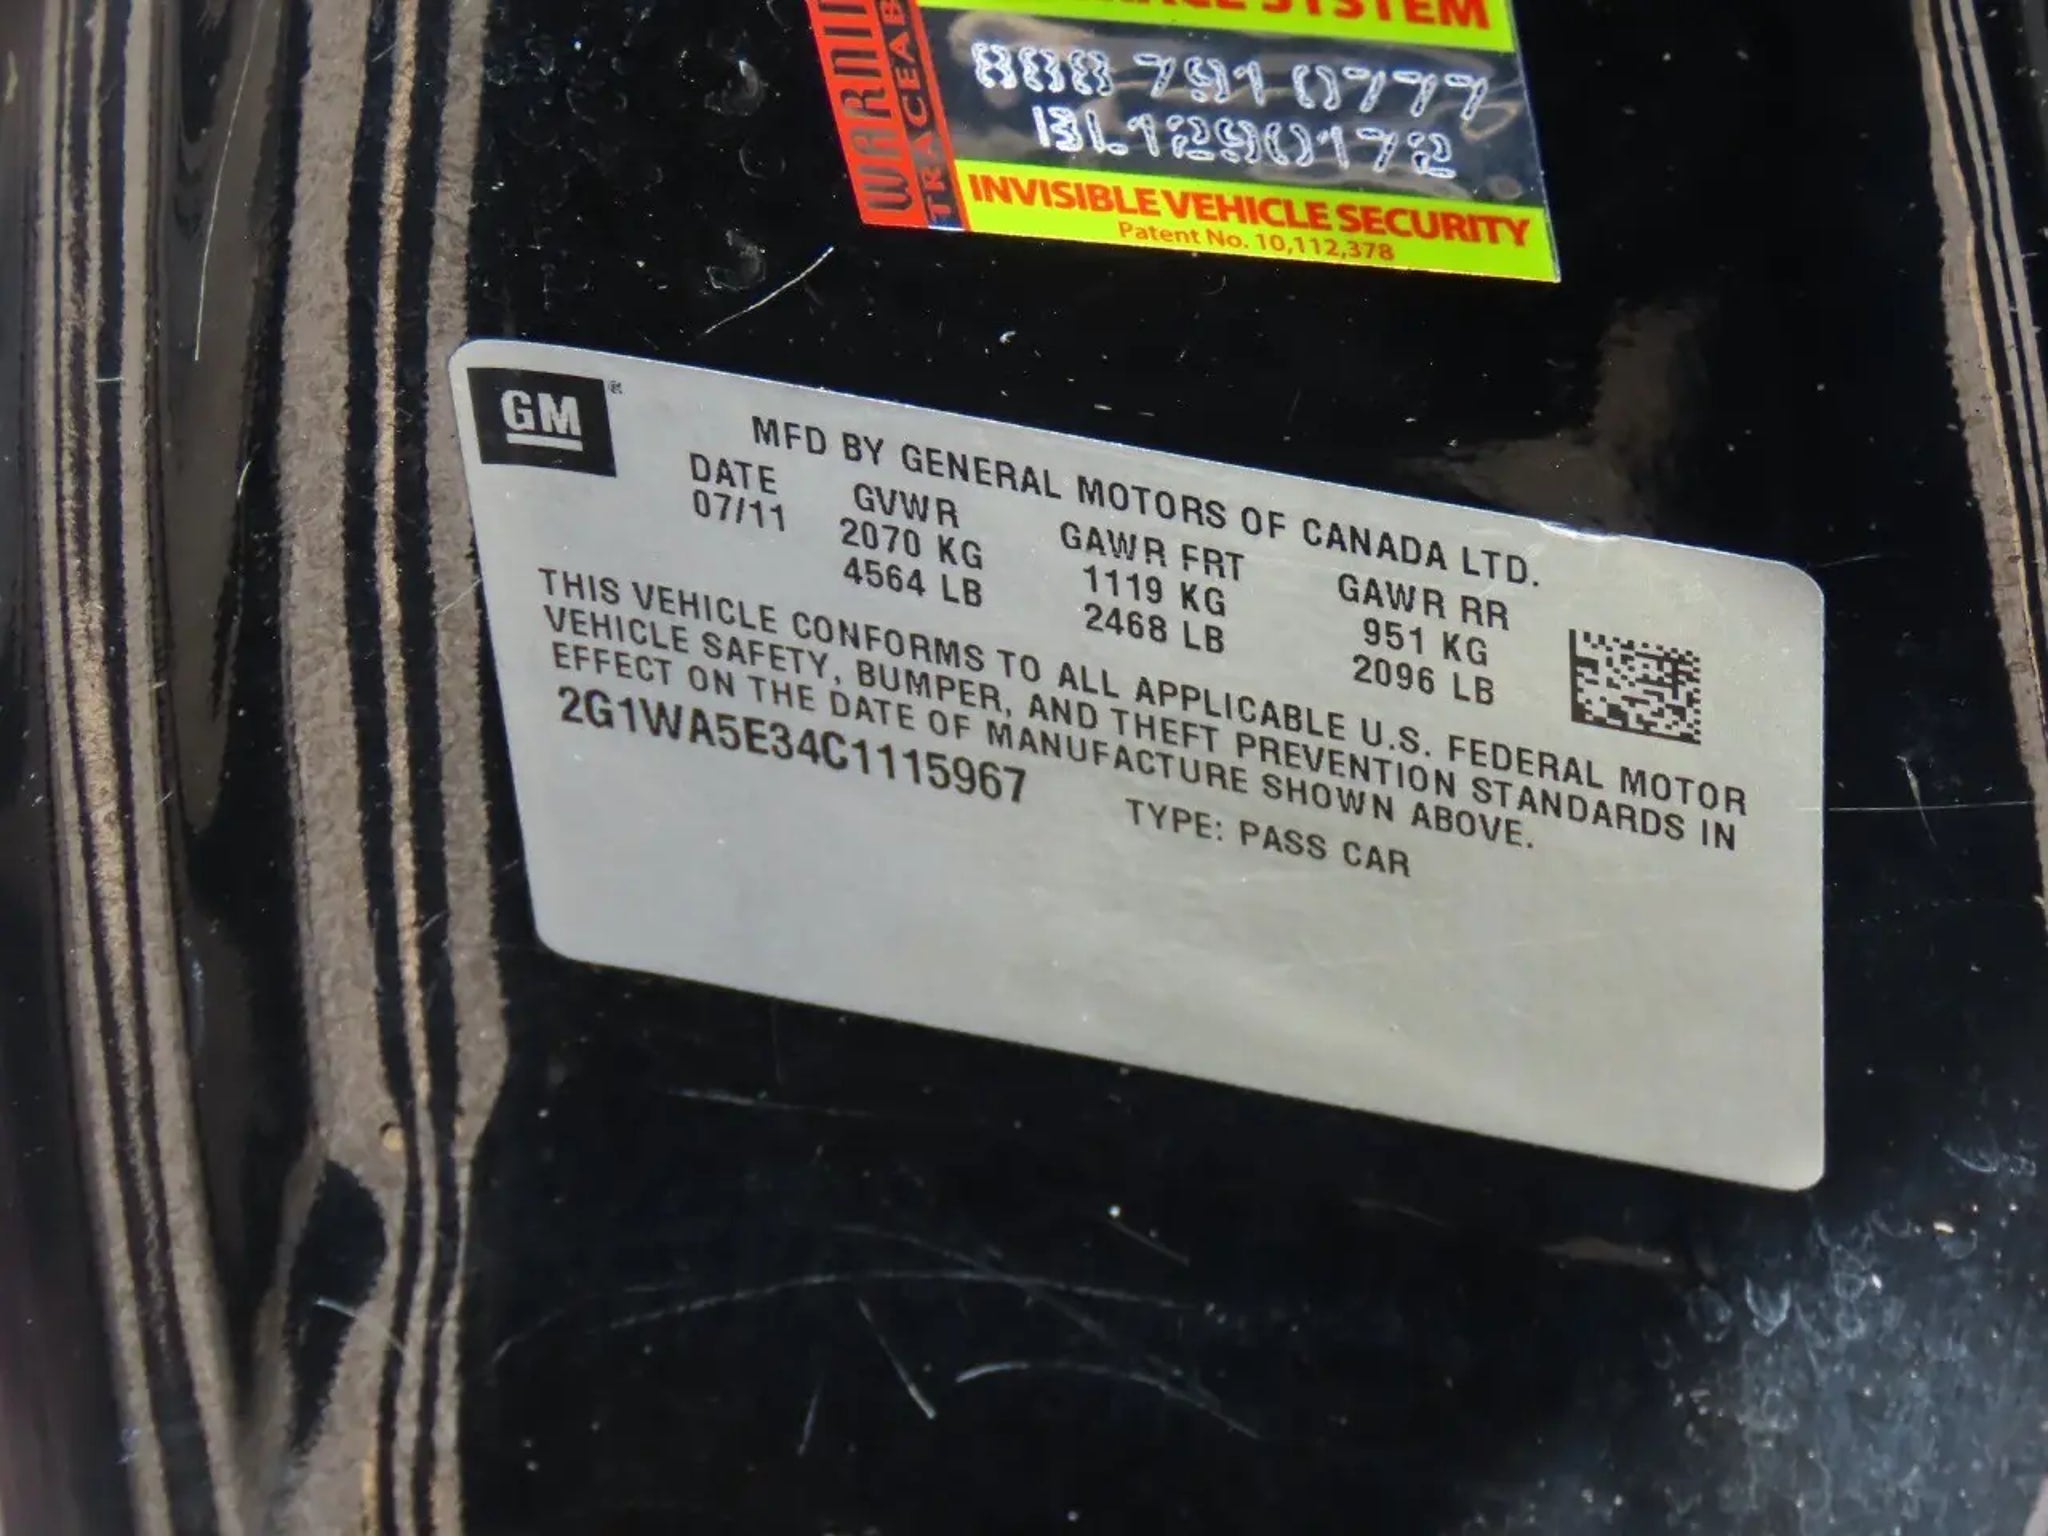 SYSTEM
WARNING
TRACEAB
888 791 0777
BL1290172
INVISIBLE VEHICLE SECURITY
Patent No. 10,112,378
GM®
MFD BY GENERAL MOTORS OF CANADA LTD.
DATE GVWR GAWR FRT GAWR RR
07/11 2070 KG 1119 KG 951 KG
4564 LB 2468 LB 2096 LB
THIS VEHICLE CONFORMS TO ALL APPLICABLE U.S. FEDERAL MOTOR
VEHICLE SAFETY, BUMPER, AND THEFT PREVENTION STANDARDS IN
EFFECT ON THE DATE OF MANUFACTURE SHOWN ABOVE.
2G1WA5E34C1115967 TYPE: PASS CAR